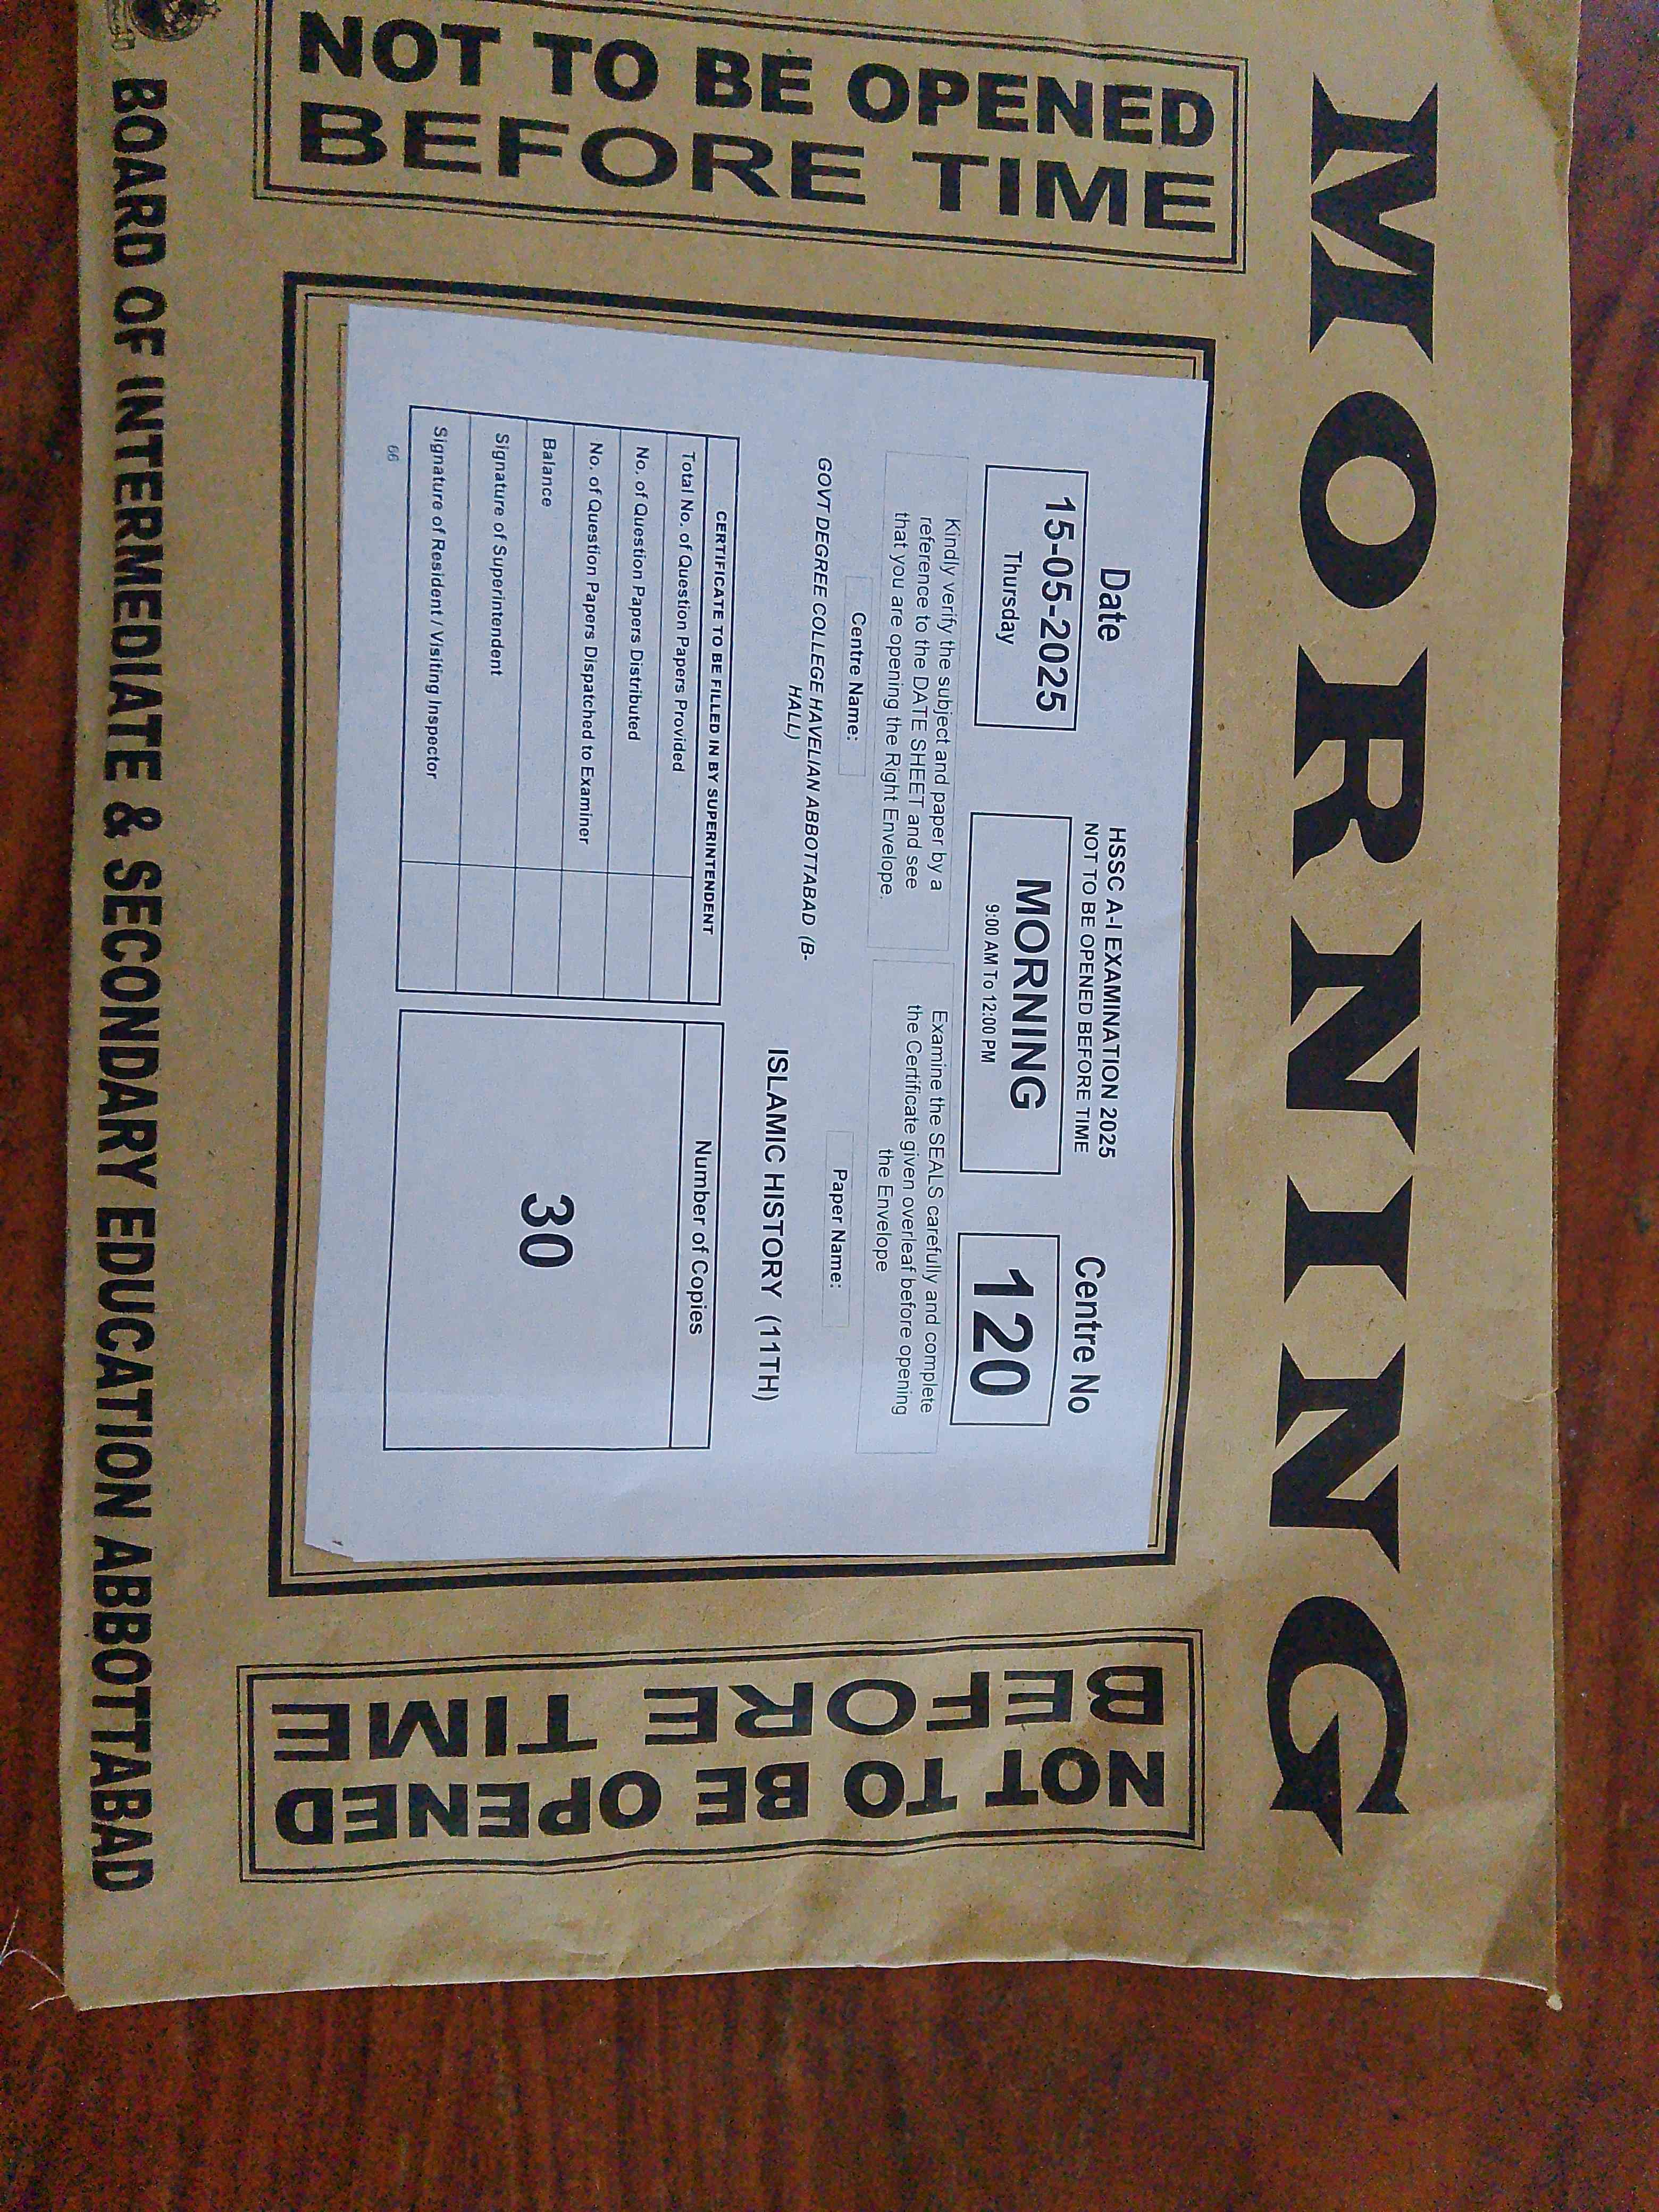 MORNING
NOT TO BE OPENED
BEFORE TIME
Date
15-05-2025
Thursday
HSSC A-I EXAMINATION 2025
NOT TO BE OPENED BEFORE TIME
MORNING
9:00 AM To 12:00 PM
Centre No
120
Kindly verify the subject and paper by a
reference to the DATE SHEET and see
that you are opening the Right Envelope.
Examine the SEALS carefully and complete
the Certificate given overleaf before opening
the Envelope
Centre Name:
GOVT DEGREE COLLEGE HAVELIAN ABBOTTABAD (B-
HALL)
Paper Name:
ISLAMIC HISTORY (11TH)
CERTIFICATE TO BE FILLED IN BY SUPERINTENDENT
Total No. of Question Papers Provided
No. of Question Papers Distributed
No. of Question Papers Dispatched to Examiner
Balance
Signature of Superintendent
Signature of Resident / Visiting Inspector
Number of Copies
30
66
NOT TO BE OPENED
BEFORE TIME
BOARD OF INTERMEDIATE & SECONDARY EDUCATION ABBOTTABAD